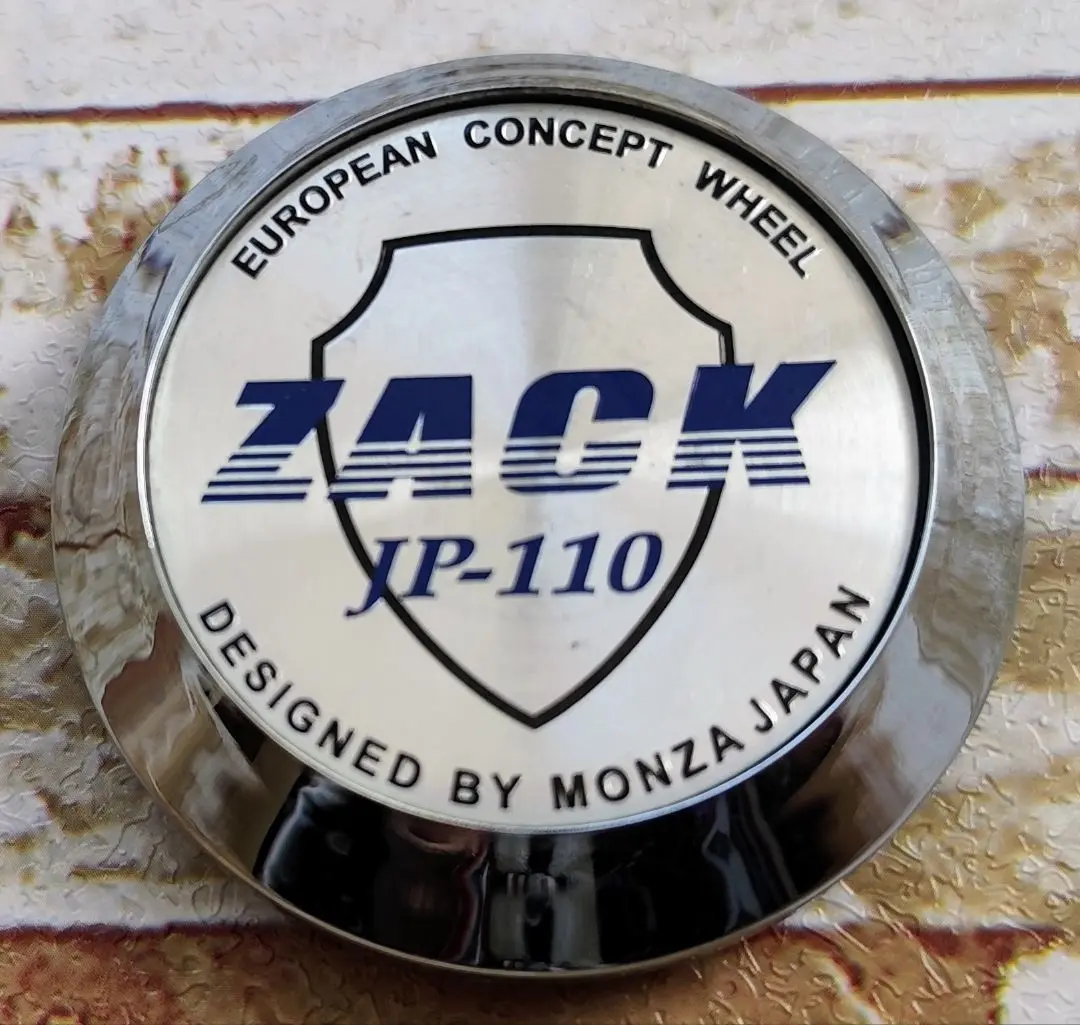 EUROPEAN CONCEPT WHEEL
ZACK
JP-110
DESIGNED BY MONZA JAPAN